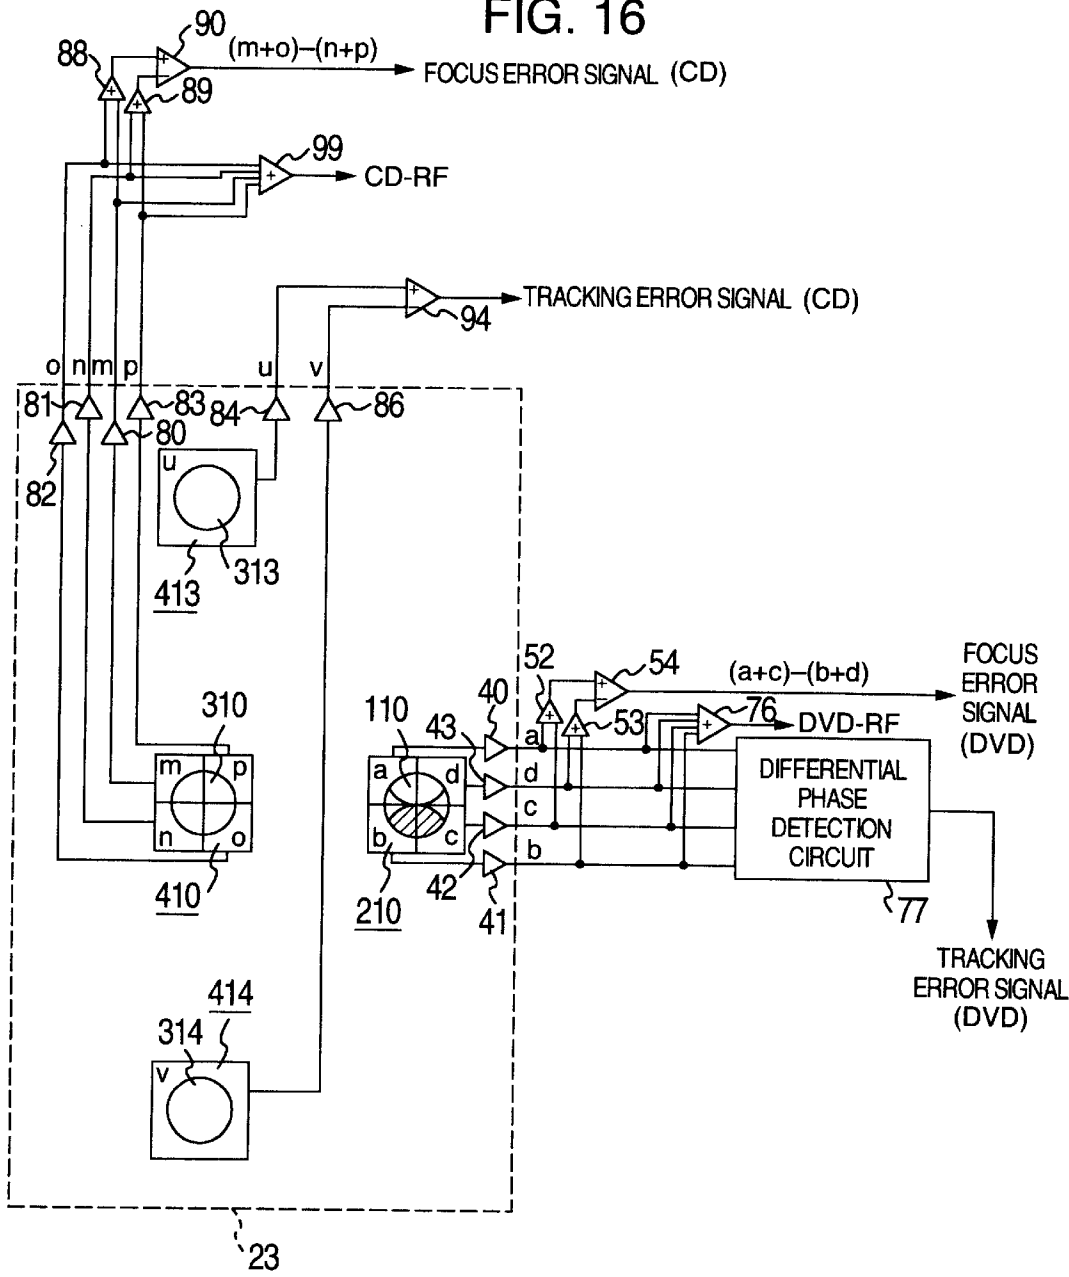 FIG. 16
90
88
(m+o)–(n+p)
FOCUS ERROR SIGNAL (CD)
89
99
CD-RF
TRACKING ERROR SIGNAL (CD)
94
o n m p u v
81 83 84 86
80
82
u
313
413
52 54
(a+c)–(b+d)
FOCUS
ERROR
SIGNAL
(DVD)
310
110
43
40
53
76
DVD-RF
a
m p
a d
d
DIFFERENTIAL
PHASE
DETECTION
CIRCUIT
c
n o
b c
b
410
210
42
41
77
TRACKING
ERROR SIGNAL
(DVD)
414
314
v
23
+
−
+
+
+
+
−
+
−
+
+
+